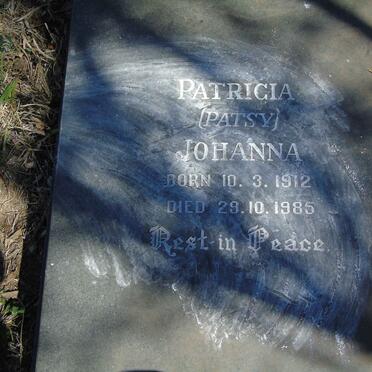 PATRICIA
(PATSY)
JOHANNA
BORN 10.3.1912
DIED 29.10.1985
Rest in Peace